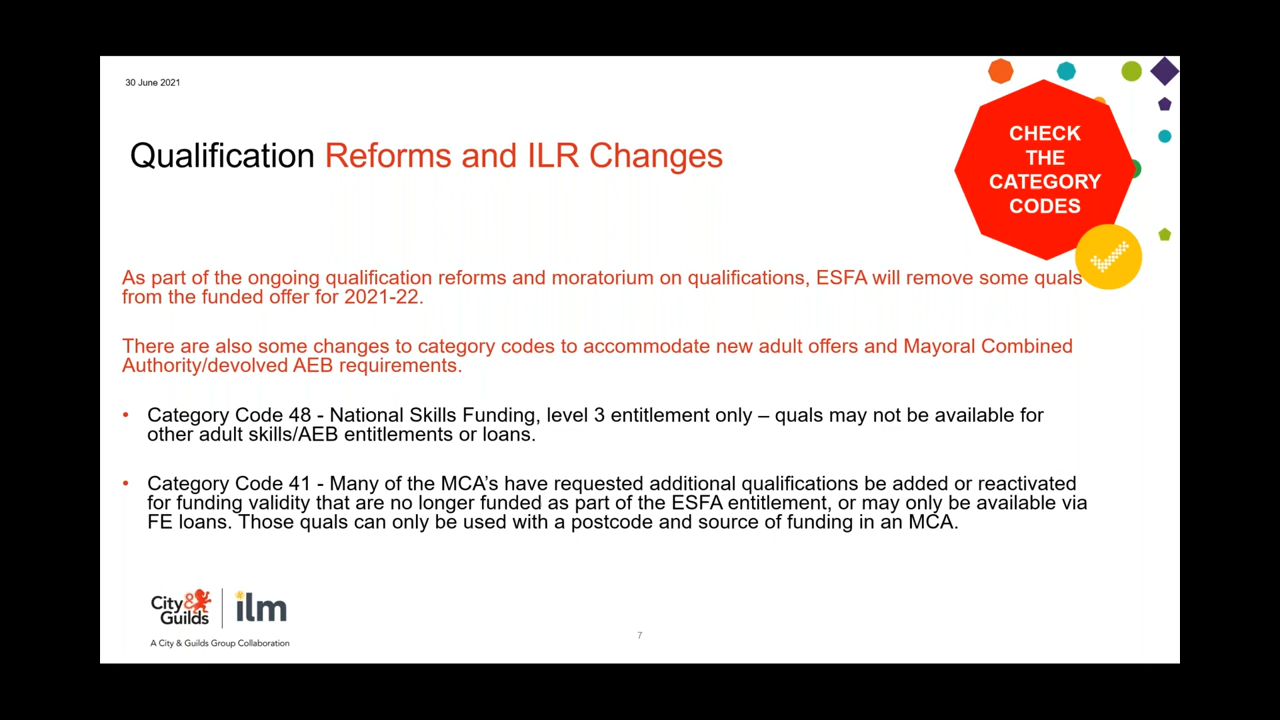 30 June 2021
CHECK
THE
CATEGORY
CODES
Qualification Reforms and ILR Changes
As part of the ongoing qualification reforms and moratorium on qualifications, ESFA will remove some quals
from the funded offer for 2021-22.
There are also some changes to category codes to accommodate new adult offers and Mayoral Combined
Authority/devolved AEB requirements.
• Category Code 48 - National Skills Funding, level 3 entitlement only – quals may not be available for
other adult skills/AEB entitlements or loans.
• Category Code 41 - Many of the MCA's have requested additional qualifications be added or reactivated
for funding validity that are no longer funded as part of the ESFA entitlement, or may only be available via
FE loans. Those quals can only be used with a postcode and source of funding in an MCA.
City &
Guilds
ilm
A City & Guilds Group Collaboration
7